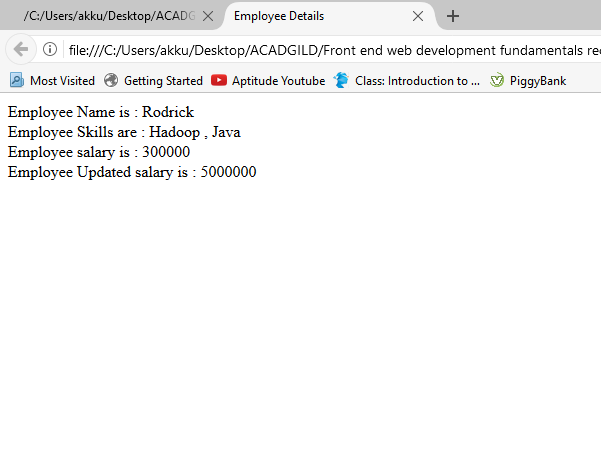 /C:/Users/akku/Desktop/ACADG
Employee Details
file:///C:/Users/akku/Desktop/ACADGILD/Front end web development fundamentals rec
Most Visited Getting Started Aptitude Youtube Class: Introduction to ... PiggyBank
Employee Name is : Rodrick
Employee Skills are : Hadoop , Java
Employee salary is : 300000
Employee Updated salary is : 5000000